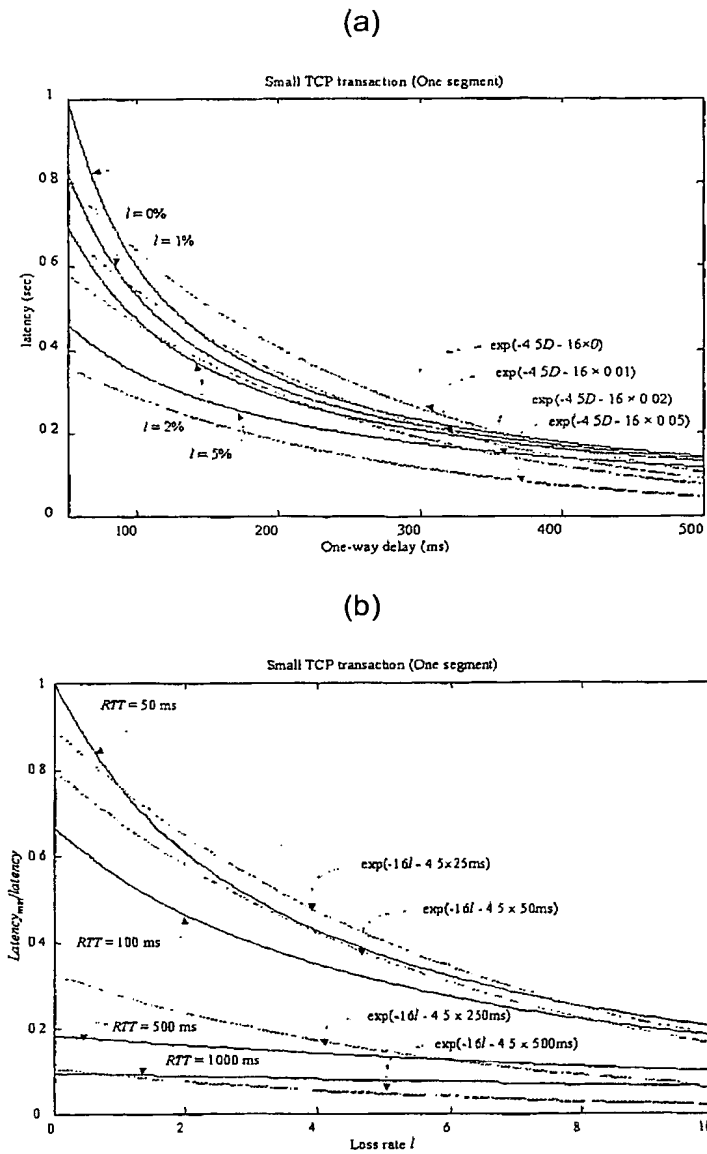 (a)
Small TCP transaction (One segment)
1
0 8
0 6
0 4
0 2
0
latency (sec)
l = 0%
l = 1%
l = 2%
l = 5%
exp(-4 5D - 16×0)
exp(-4 5D - 16 × 0 01)
exp(-4 5D - 16 × 0 02)
exp(-4 5D - 16 × 0 05)
100
200
300
400
500
One-way delay (ms)
(b)
Small TCP transaction (One segment)
1
0 8
0 6
0 4
0 2
0
Latency /latency
RTT = 50 ms
RTT = 100 ms
RTT = 500 ms
RTT = 1000 ms
exp(-16l - 4 5×25ms)
exp(-16l - 4 5 × 50ms)
exp(-16l - 4 5 × 250ms)
exp(-16l - 4 5 × 500ms)
0
2
4
6
8
10
Loss rate l